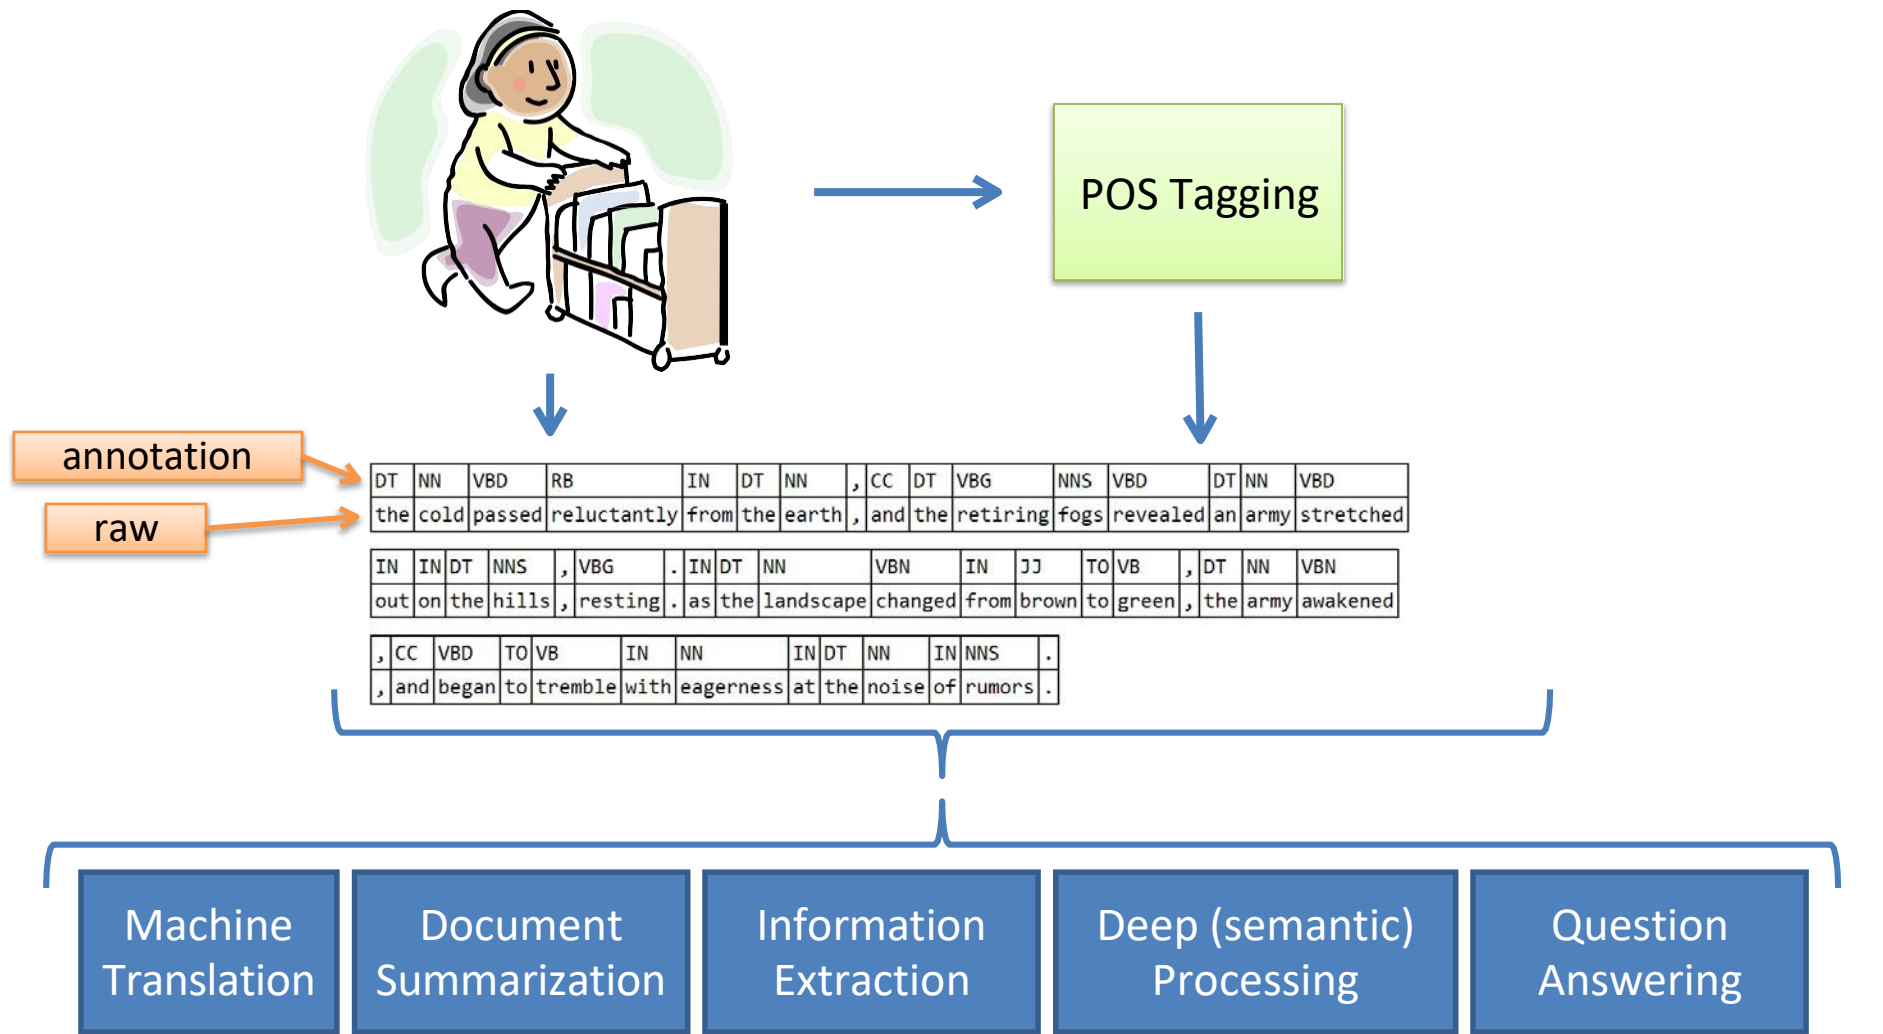 POS Tagging
annotation
raw
DT NN VBD RB IN DT NN , CC DT VBG NNS VBD DT NN VBD
the cold passed reluctantly from the earth , and the retiring fogs revealed an army stretched
IN IN DT NNS , VBG . IN DT NN VBN IN JJ TO VB , DT NN VBN
out on the hills , resting . as the landscape changed from brown to green , the army awakened
, CC VBD TO VB IN NN IN DT NN IN NNS .
, and began to tremble with eagerness at the noise of rumors .
Machine
Translation
Document
Summarization
Information
Extraction
Deep (semantic)
Processing
Question
Answering